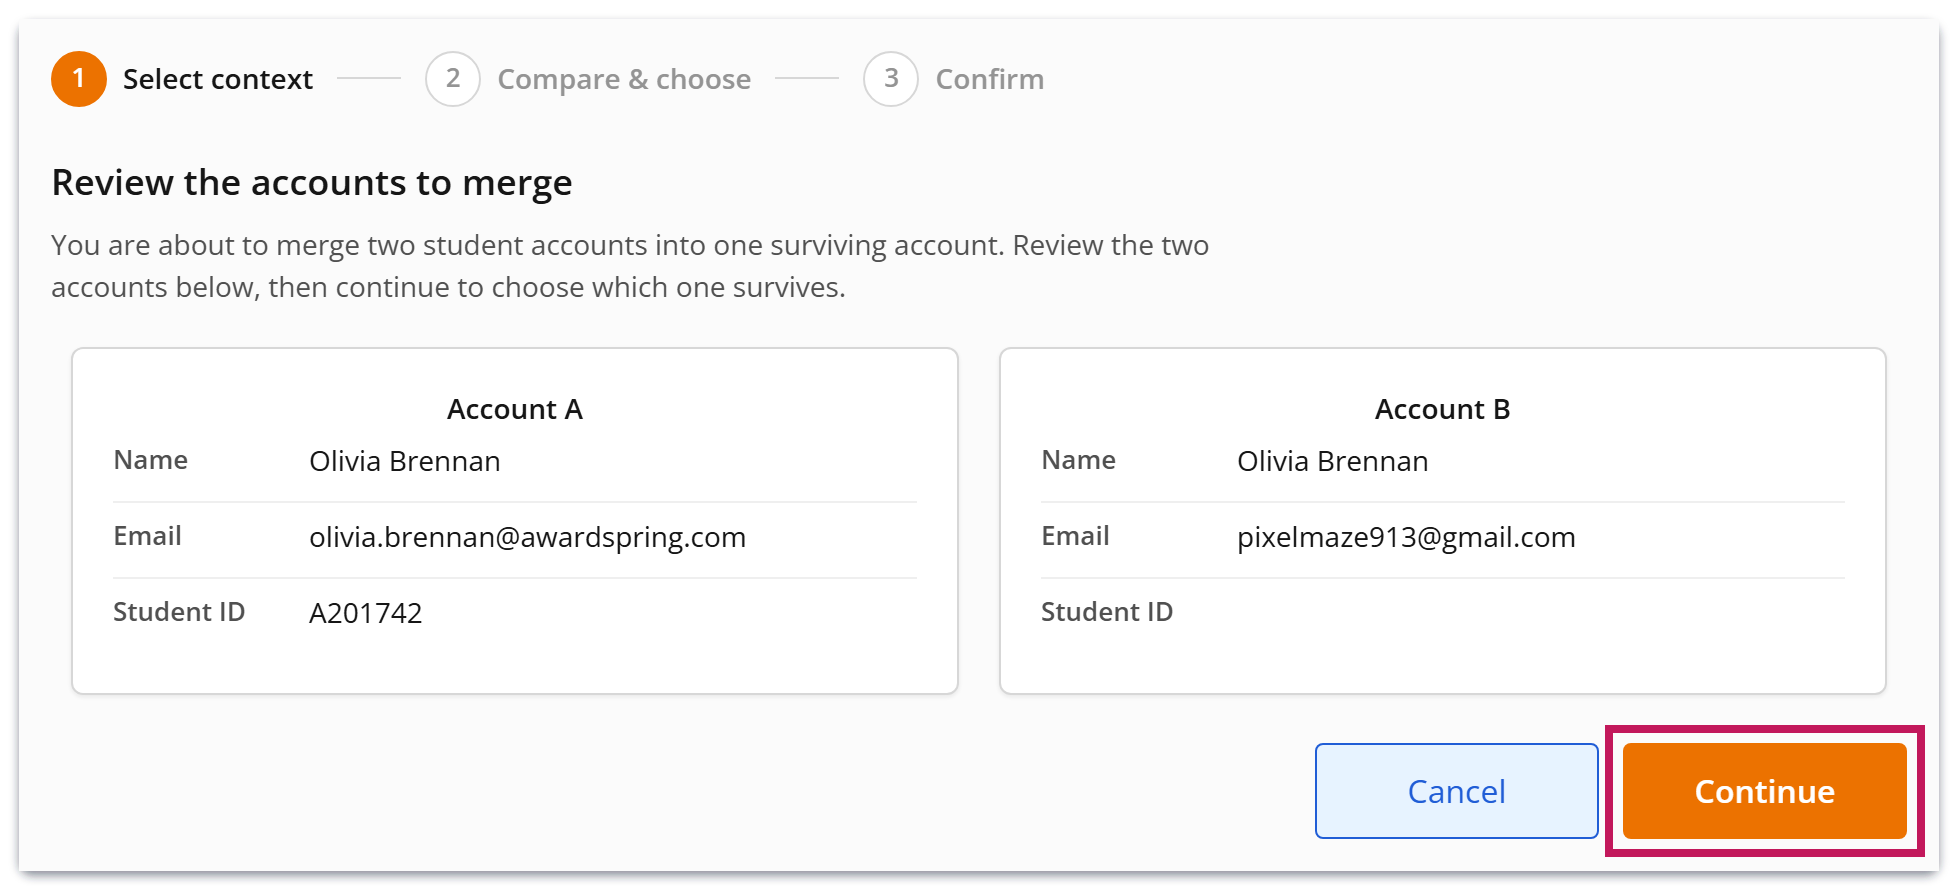 1 Select context 2 Compare & choose 3 Confirm
Review the accounts to merge
You are about to merge two student accounts into one surviving account. Review the two
accounts below, then continue to choose which one survives.
Account A
Name Olivia Brennan
Email olivia.brennan@awardspring.com
Student ID A201742
Account B
Name Olivia Brennan
Email pixelmaze913@gmail.com
Student ID
Cancel Continue